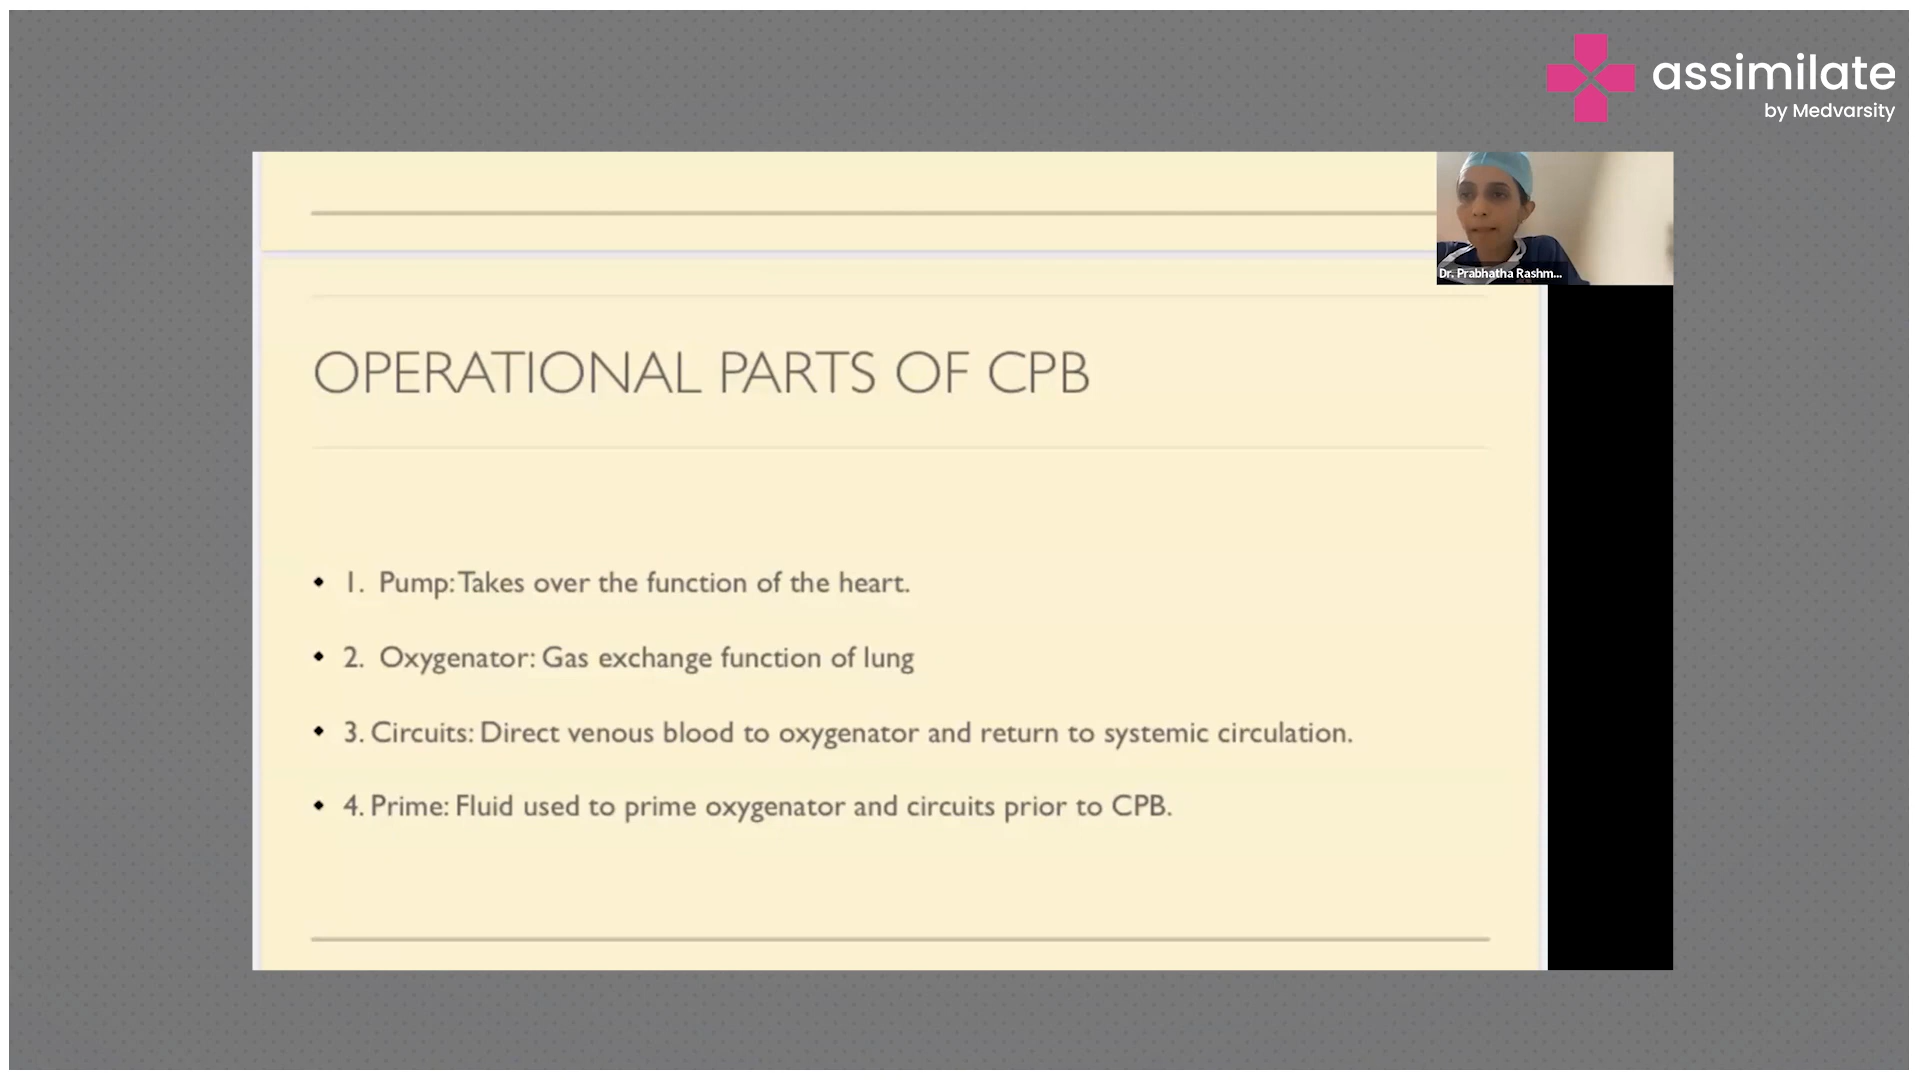 assimilate
by Medvarsity
Dr. Prabhatha Rashm...
OPERATIONAL PARTS OF CPB
• 1. Pump: Takes over the function of the heart.
• 2. Oxygenator: Gas exchange function of lung
• 3. Circuits: Direct venous blood to oxygenator and return to systemic circulation.
• 4. Prime: Fluid used to prime oxygenator and circuits prior to CPB.